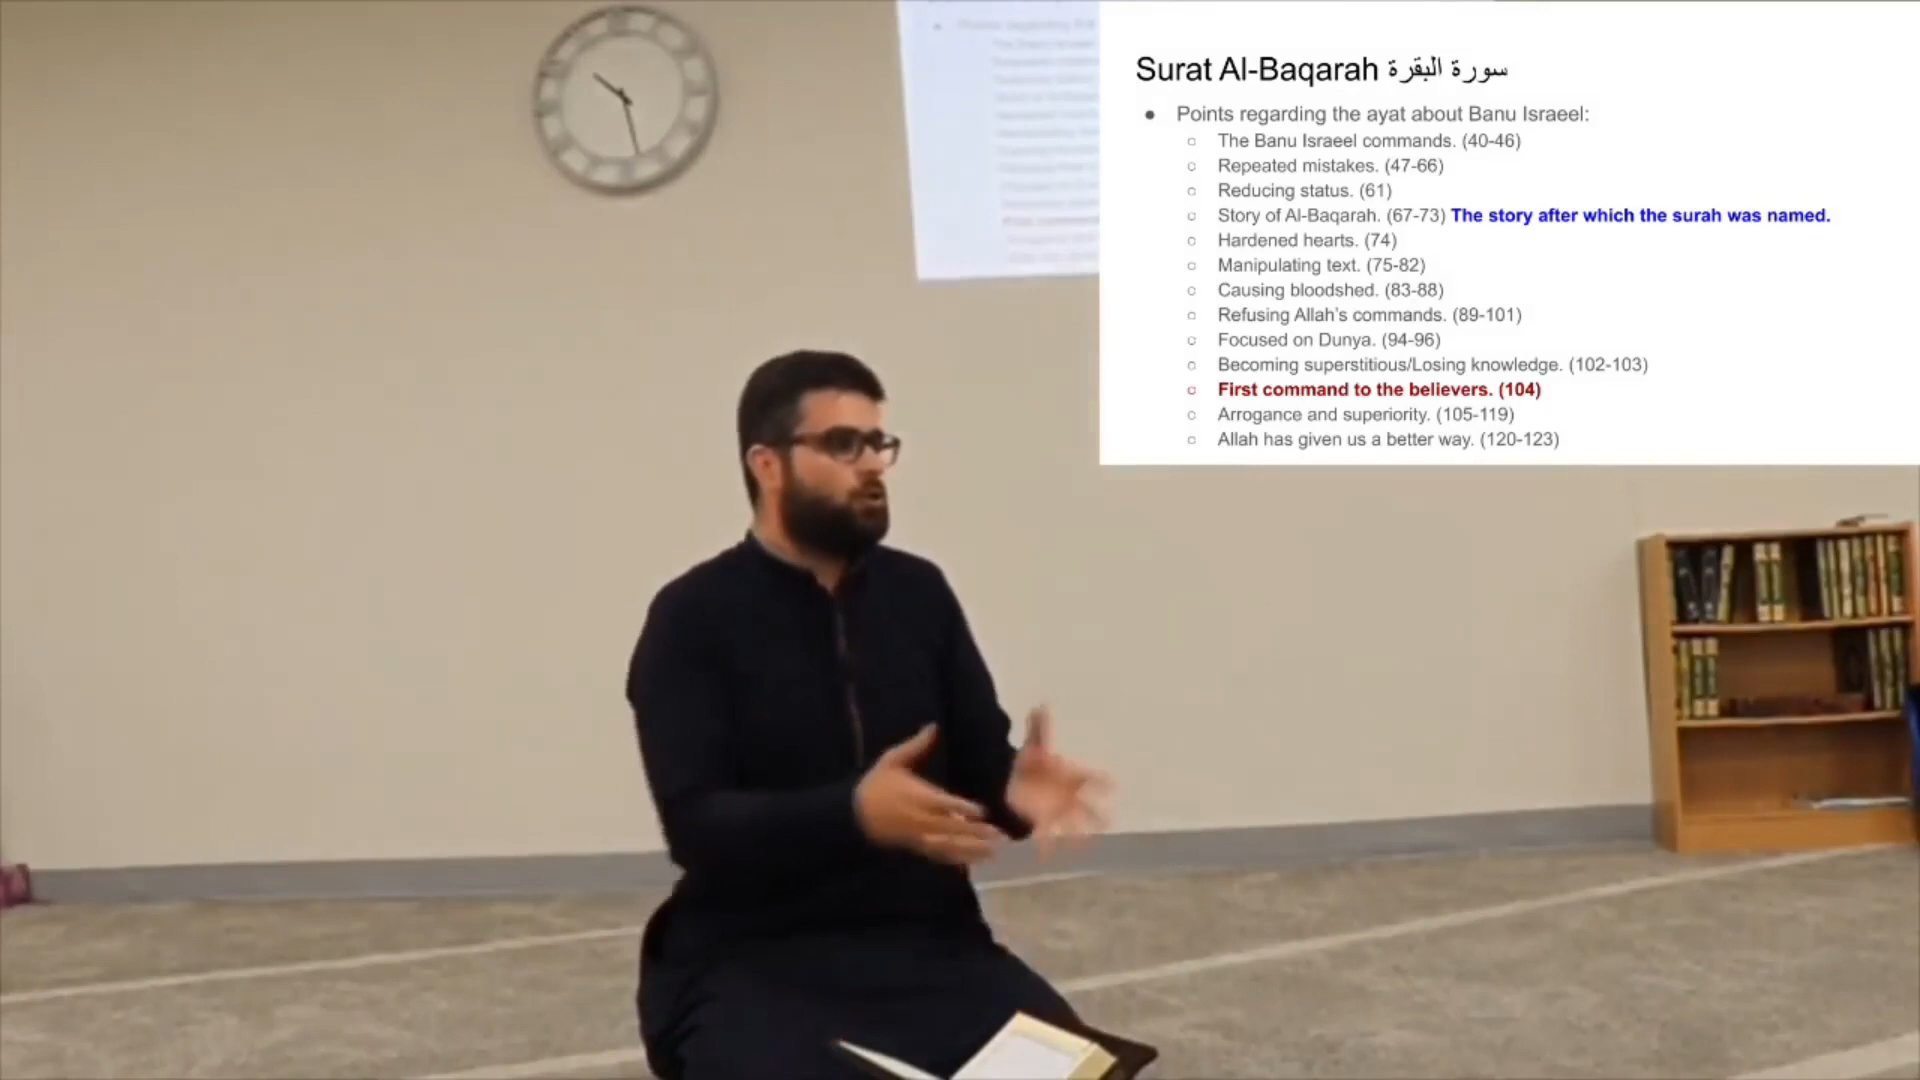 Surat Al-Baqarah سورة البقرة
● Points regarding the ayat about Banu Israeel:
○ The Banu Israeel commands. (40-46)
○ Repeated mistakes. (47-66)
○ Reducing status. (61)
○ Story of Al-Baqarah. (67-73) The story after which the surah was named.
○ Hardened hearts. (74)
○ Manipulating text. (75-82)
○ Causing bloodshed. (83-88)
○ Refusing Allah's commands. (89-101)
○ Focused on Dunya. (94-96)
○ Becoming superstitious/Losing knowledge. (102-103)
○ First command to the believers. (104)
○ Arrogance and superiority. (105-119)
○ Allah has given us a better way. (120-123)